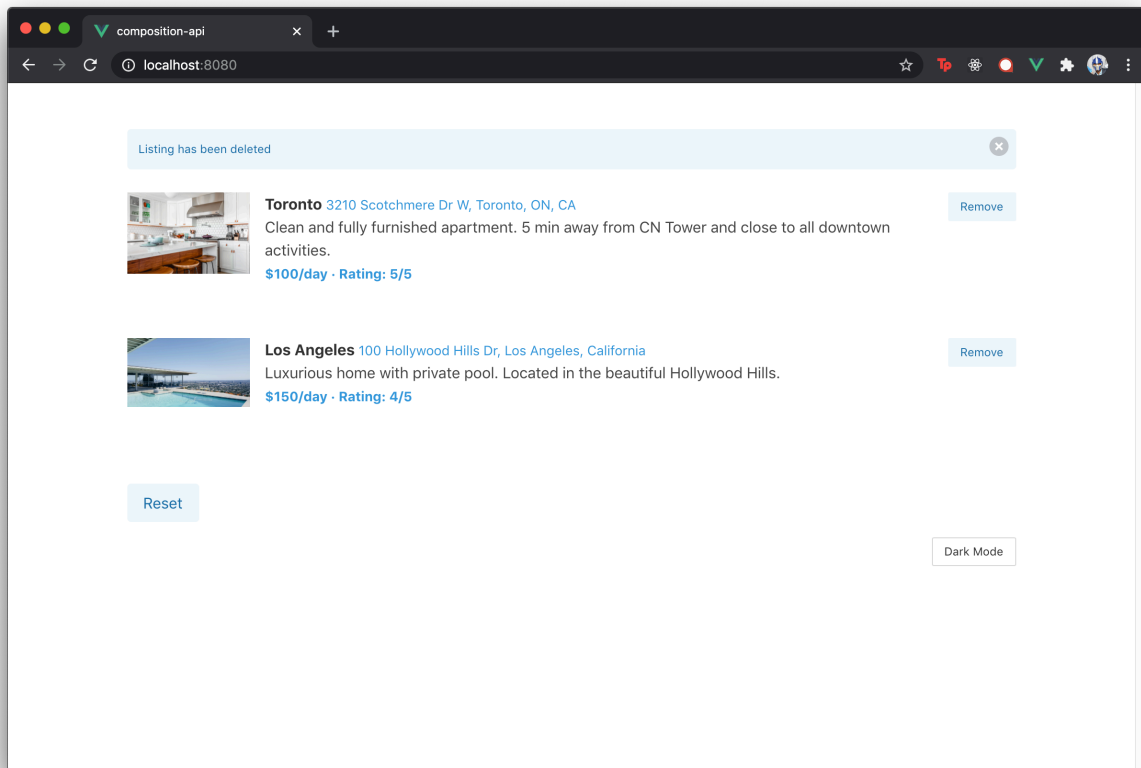 composition-api
localhost:8080
Tp
Listing has been deleted
Toronto 3210 Scotchmere Dr W, Toronto, ON, CA
Remove
Clean and fully furnished apartment. 5 min away from CN Tower and close to all downtown
activities.
$100/day · Rating: 5/5
Los Angeles 100 Hollywood Hills Dr, Los Angeles, California
Remove
Luxurious home with private pool. Located in the beautiful Hollywood Hills.
$150/day · Rating: 4/5
Reset
Dark Mode